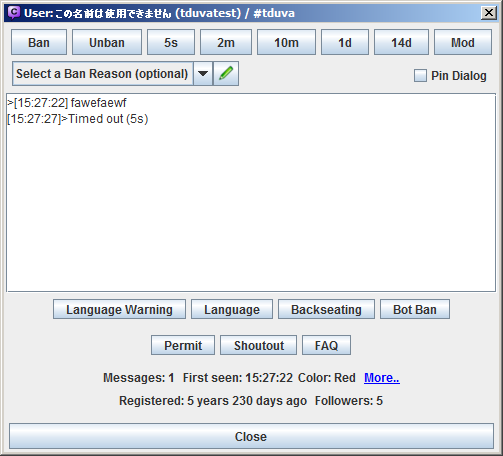 User: この名前は使用できません (tduvatest) / #tduva
Ban Unban 5s 2m 10m 1d 14d Mod
Select a Ban Reason (optional) Pin Dialog
>[15:27:22] fawefaewf
[15:27:27]>Timed out (5s)
Language Warning Language Backseating Bot Ban
Permit Shoutout FAQ
Messages: 1 First seen: 15:27:22 Color: Red More..
Registered: 5 years 230 days ago Followers: 5
Close